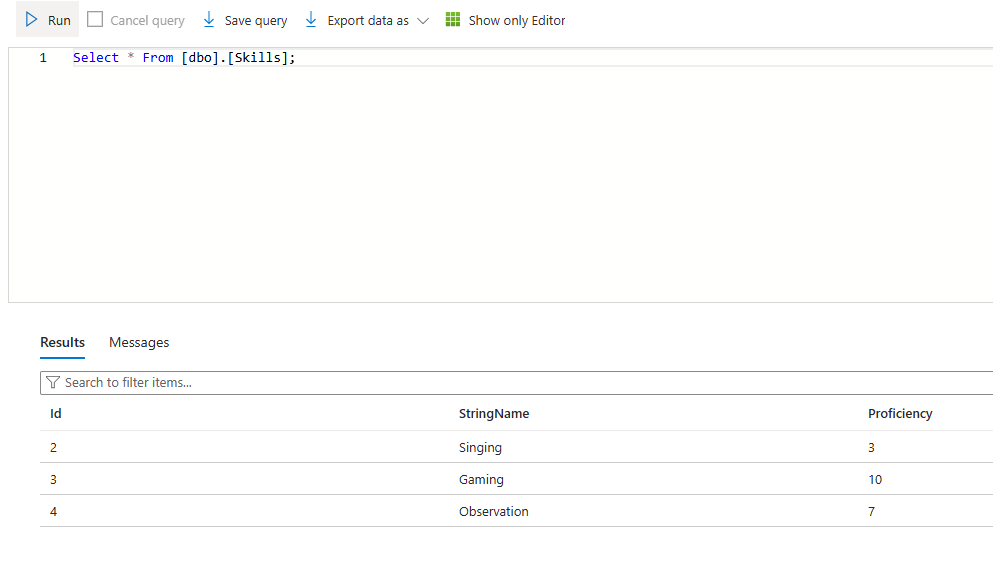 Run Cancel query Save query Export data as Show only Editor
1 Select * From [dbo].[Skills];
Results Messages
Search to filter items...
Id StringName Proficiency
2 Singing 3
3 Gaming 10
4 Observation 7